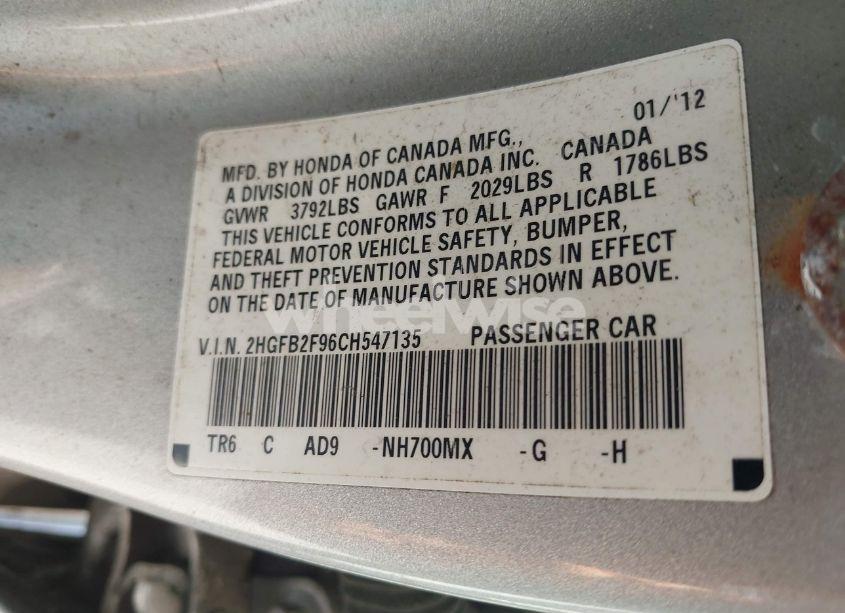 01/'12
MFD. BY HONDA OF CANADA MFG.,
A DIVISION OF HONDA CANADA INC. CANADA
GVWR 3792LBS GAWR F 2029LBS R 1786LBS
THIS VEHICLE CONFORMS TO ALL APPLICABLE
FEDERAL MOTOR VEHICLE SAFETY, BUMPER,
AND THEFT PREVENTION STANDARDS IN EFFECT
ON THE DATE OF MANUFACTURE SHOWN ABOVE.
wheelwise
V.I.N. 2HGFB2F96CH547135 PASSENGER CAR
TR6 C AD9 -NH700MX -G -H